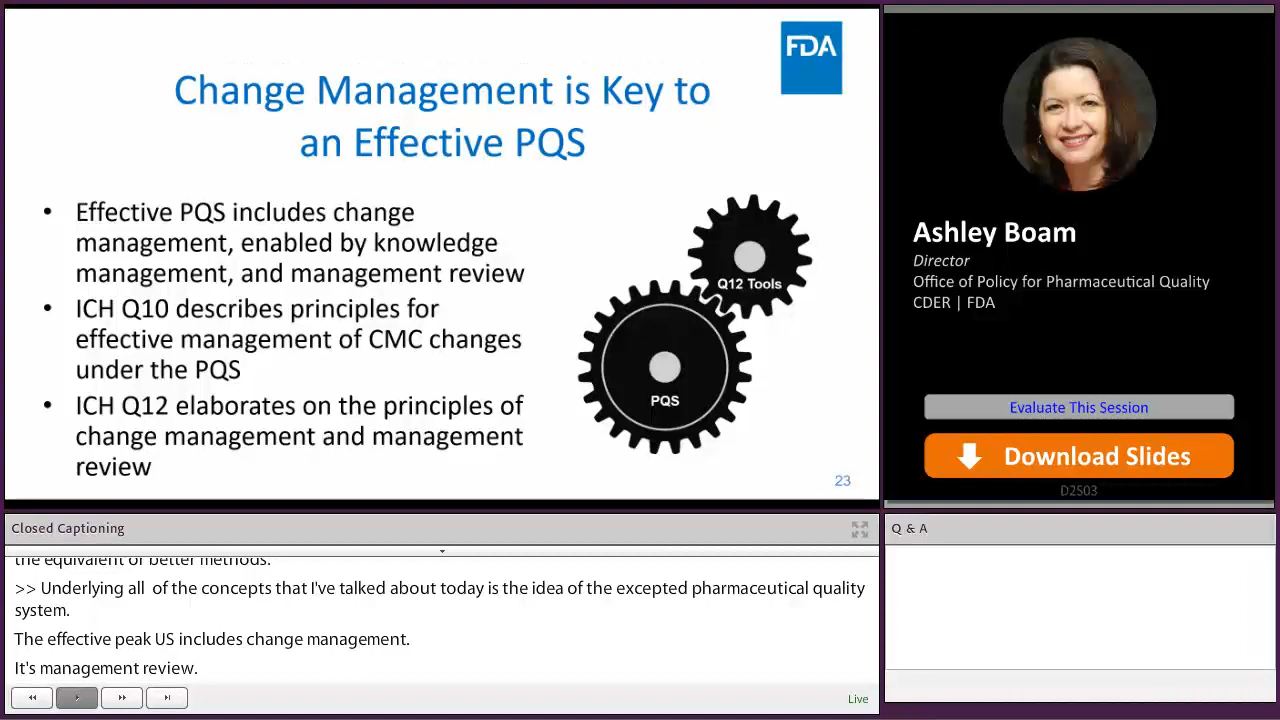 FDA
Change Management is Key to
an Effective PQS
• Effective PQS includes change
management, enabled by knowledge
management, and management review
• ICH Q10 describes principles for
effective management of CMC changes
under the PQS
• ICH Q12 elaborates on the principles of
change management and management
review
Q12 Tools
PQS
23
Ashley Boam
Director
Office of Policy for Pharmaceutical Quality
CDER | FDA
Evaluate This Session
Download Slides
D2S03
Closed Captioning
the equivalent or better methods.
>> Underlying all of the concepts that I've talked about today is the idea of the excepted pharmaceutical quality
system.
The effective peak US includes change management.
It's management review.
Live
Q & A